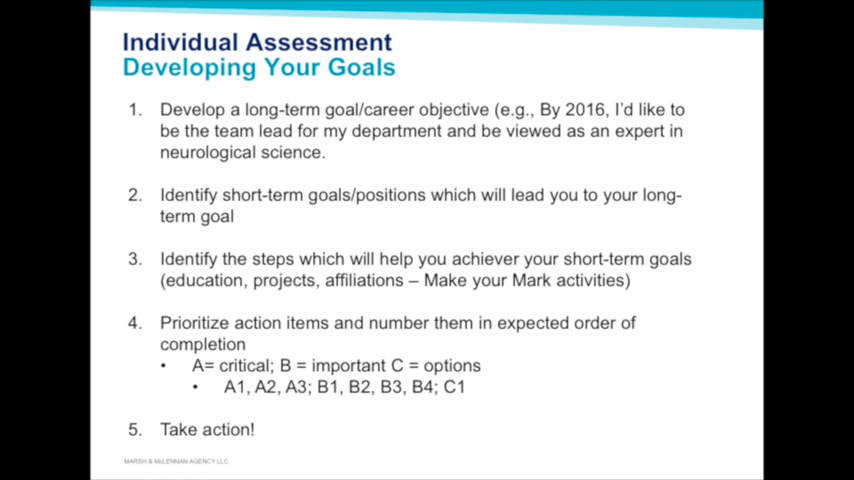 Individual Assessment
Developing Your Goals
1. Develop a long-term goal/career objective (e.g., By 2016, I'd like to
be the team lead for my department and be viewed as an expert in
neurological science.
2. Identify short-term goals/positions which will lead you to your long-
term goal
3. Identify the steps which will help you achiever your short-term goals
(education, projects, affiliations – Make your Mark activities)
4. Prioritize action items and number them in expected order of
completion
• A= critical; B = important C = options
• A1, A2, A3; B1, B2, B3, B4; C1
5. Take action!
MARSH & McLENNAN AGENCY LLC